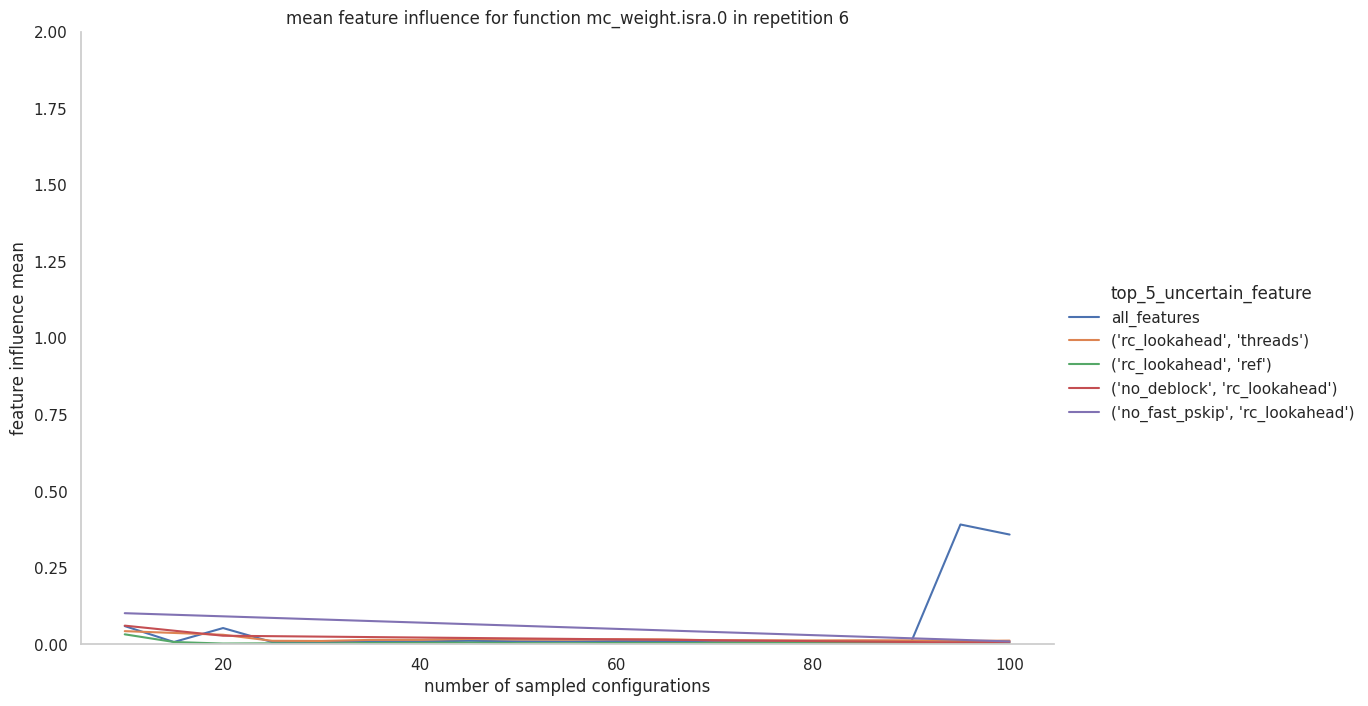 mean feature influence for function mc_weight.isra.0 in repetition 6
2.00
1.75
1.50
1.25
1.00
0.75
0.50
0.25
0.00
feature influence mean
20
40
60
80
100
number of sampled configurations
top_5_uncertain_feature
all_features
('rc_lookahead', 'threads')
('rc_lookahead', 'ref')
('no_deblock', 'rc_lookahead')
('no_fast_pskip', 'rc_lookahead')